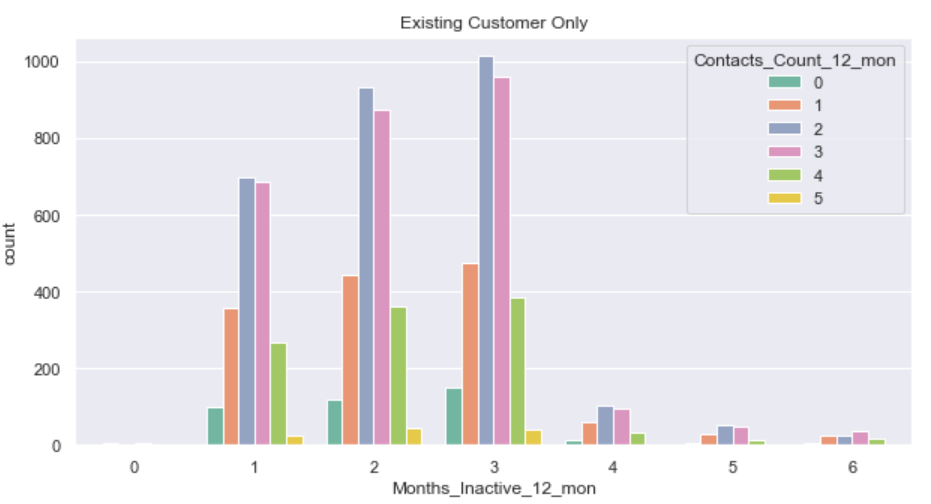 Existing Customer Only
Contacts_Count_12_mon
0
1
2
3
4
5
1000
800
600
400
200
0
count
0 1 2 3 4 5 6
Months_Inactive_12_mon